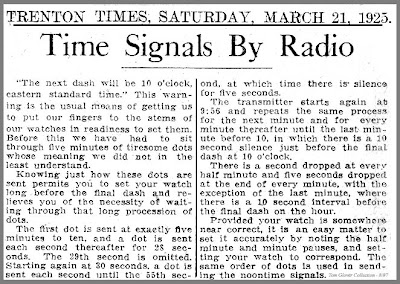 TRENTON TIMES, SATURDAY, MARCH 21, 1925.
Time Signals By Radio
"The next dash will be 10 o'clock,
eastern standard time." This warn-
ing is the usual means of getting us
to put our fingers to the stems of
our watches in readiness to set them.
Before this we have had to sit
through five minutes of tiresome dots
whose meaning we did not in the
least understand.
Knowing just how these dots are
sent permits you to set your watch
long before the final dash and re-
lieves you of the necessity of wait-
ing through that long procession of
dots.
The first dot is sent at exactly five
minutes to ten, and a dot is sent
each second thereafter for 28 sec-
onds. The 29th second is omitted.
Starting again at 30 seconds, a dot is
sent each second until the 55th sec-
ond, at which time there is silence
for five seconds.
The transmitter starts again at
9:56 and repeats the same process
for the next minute and for every
minute thereafter until the last min-
ute before 10, in which there is a 10
second silence just before the final
dash at 10 o'clock.
There is a second dropped at every
half minute and five seconds dropped
at the end of every minute, with the
exception of the last minute, where
there is a 10 second interval before
the final dash on the hour.
Provided your watch is somewhere
near correct, it is an easy matter to
set it accurately by noting the half
minute and minute pauses, and set-
ting your watch to correspond. The
same order of dots is used in send-
ing the noontime signals.